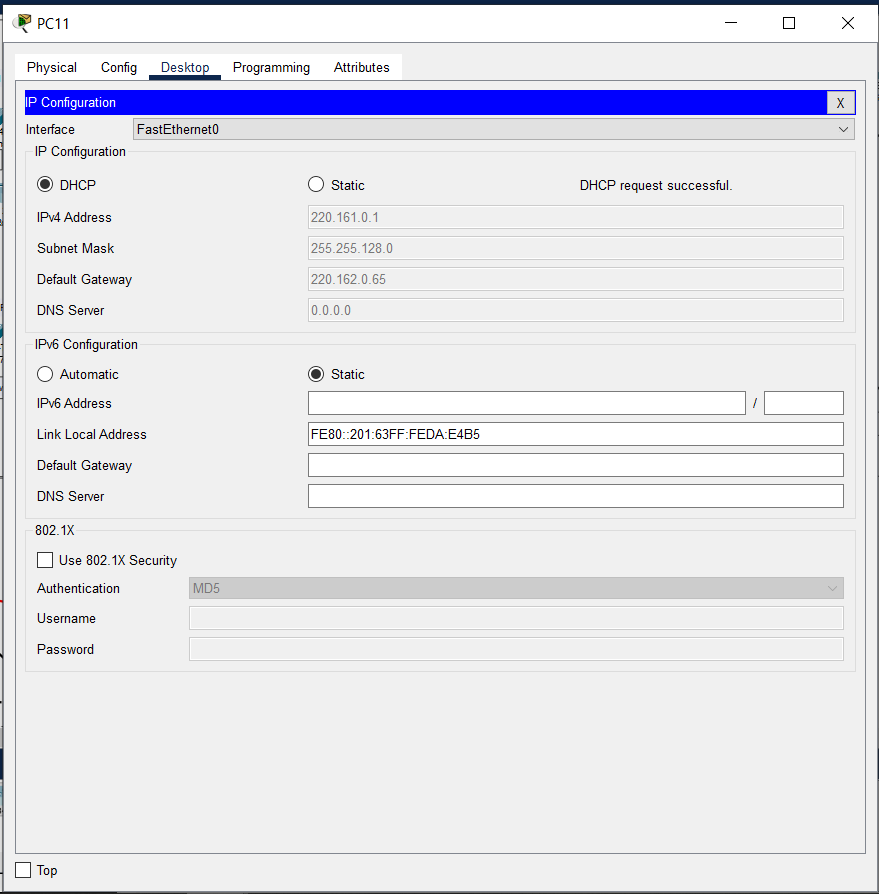 PC11
Physical Config Desktop Programming Attributes
IP Configuration X
Interface FastEthernet0
IP Configuration
DHCP Static DHCP request successful.
IPv4 Address 220.161.0.1
Subnet Mask 255.255.128.0
Default Gateway 220.162.0.65
DNS Server 0.0.0.0
IPv6 Configuration
Automatic Static
IPv6 Address /
Link Local Address FE80::201:63FF:FEDA:E4B5
Default Gateway
DNS Server
802.1X
Use 802.1X Security
Authentication MD5
Username
Password
Top